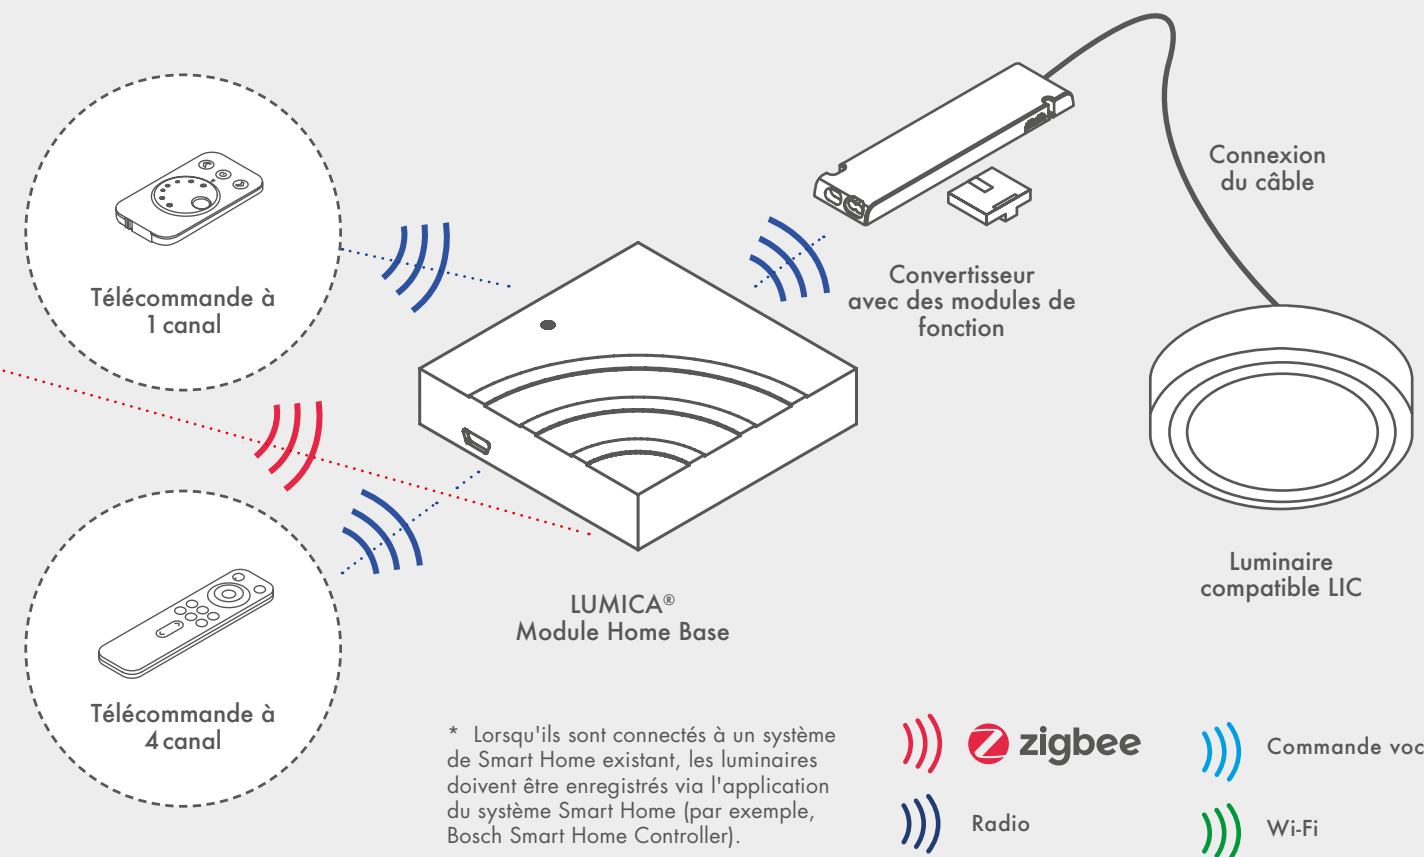 Connexion
du câble
Télécommande à
1 canal
Convertisseur
avec des modules de
fonction
Luminaire
compatible LIC
LUMICA®
Module Home Base
Télécommande à
4 canal
* Lorsqu'ils sont connectés à un système
de Smart Home existant, les luminaires
doivent être enregistrés via l'application
du système Smart Home (par exemple,
Bosch Smart Home Controller).
zigbee
Commande voc
Radio
Wi-Fi